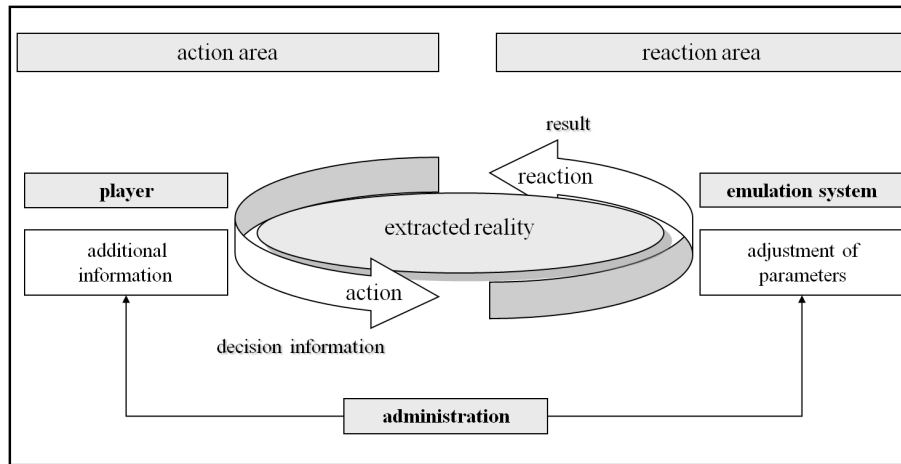 action area
reaction area
result
reaction
player
emulation system
extracted reality
additional
information
adjustment of
parameters
action
decision information
administration